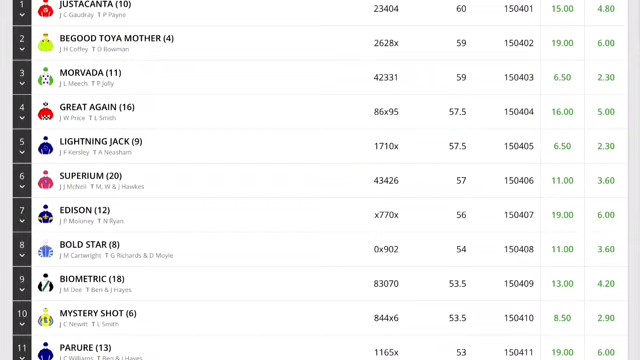 1 JUSTACANTA (10) 23404 60 150401 15.00 4.80
J C Gaudray T P Payne
2 BEGOOD TOYA MOTHER (4) 2628x 59 150402 19.00 6.00
J H Coffey T D Bowman
3 MORVADA (11) 42331 59 150403 6.50 2.30
J L Meech T P Jolly
4 GREAT AGAIN (16) 86x95 57.5 150404 16.00 5.00
J W Price T L Smith
5 LIGHTNING JACK (9) 1710x 57.5 150405 6.50 2.30
J F Kersley T A Neasham
6 SUPERIUM (20) 43426 57 150406 11.00 3.60
J J McNeil T M, W & J Hawkes
7 EDISON (12) x770x 56 150407 19.00 6.00
J P Moloney T N Ryan
8 BOLD STAR (8) 0x902 54 150408 11.00 3.60
J M Cartwright T G Richards & D Moyle
9 BIOMETRIC (18) 83070 53.5 150409 13.00 4.20
J M Dee T Ben & J Hayes
10 MYSTERY SHOT (6) 844x6 53.5 150410 8.50 2.90
J C Newitt T L Smith
11 PARURE (13) 1165x 53 150411 19.00 6.00
J C Williams T Ben & J Hayes